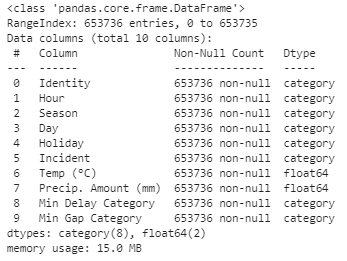 <class 'pandas.core.frame.DataFrame'>
RangeIndex: 653736 entries, 0 to 653735
Data columns (total 10 columns):
 #   Column                Non-Null Count   Dtype
---  ------                --------------   -----
 0   Identity              653736 non-null  category
 1   Hour                  653736 non-null  category
 2   Season                653736 non-null  category
 3   Day                   653736 non-null  category
 4   Holiday               653736 non-null  category
 5   Incident              653736 non-null  category
 6   Temp (°C)             653736 non-null  float64
 7   Precip. Amount (mm)   653736 non-null  float64
 8   Min Delay Category    653736 non-null  category
 9   Min Gap Category      653736 non-null  category
dtypes: category(8), float64(2)
memory usage: 15.0 MB